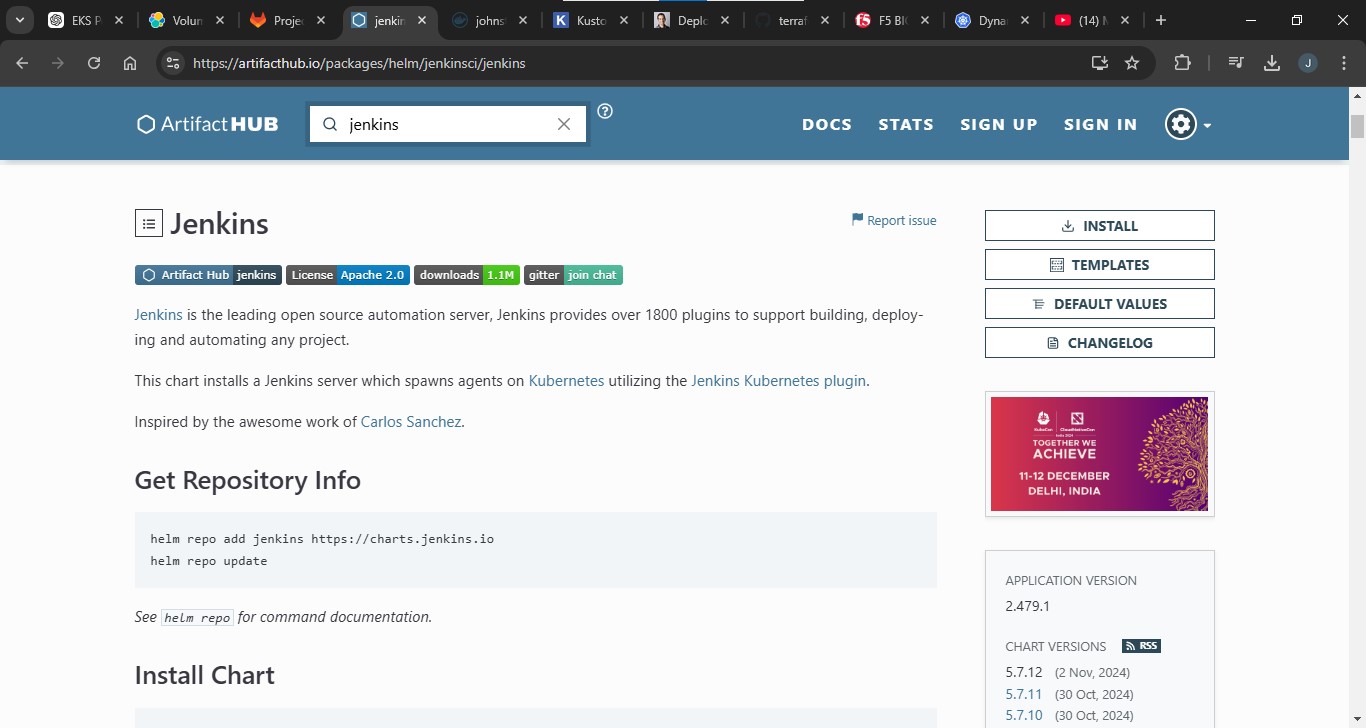 EKS P
Volun
Projec
jenkin
johns
Kusto
Deplo
terraf
F5 BI
Dyna
(14) M
https://artifacthub.io/packages/helm/jenkinsci/jenkins
J
Artifact HUB
jenkins
DOCS
STATS
SIGN UP
SIGN IN
Jenkins
Report issue
Artifact Hub jenkins
License Apache 2.0
downloads 1.1M
gitter join chat
Jenkins is the leading open source automation server, Jenkins provides over 1800 plugins to support building, deploy-
ing and automating any project.
This chart installs a Jenkins server which spawns agents on Kubernetes utilizing the Jenkins Kubernetes plugin.
Inspired by the awesome work of Carlos Sanchez.
Get Repository Info
helm repo add jenkins https://charts.jenkins.io
helm repo update
See helm repo for command documentation.
Install Chart
INSTALL
TEMPLATES
DEFAULT VALUES
CHANGELOG
KubeCon CloudNativeCon
India 2024
TOGETHER WE
ACHIEVE
11-12 DECEMBER
DELHI, INDIA
APPLICATION VERSION
2.479.1
CHART VERSIONS RSS
5.7.12 (2 Nov, 2024)
5.7.11 (30 Oct, 2024)
5.7.10 (30 Oct, 2024)